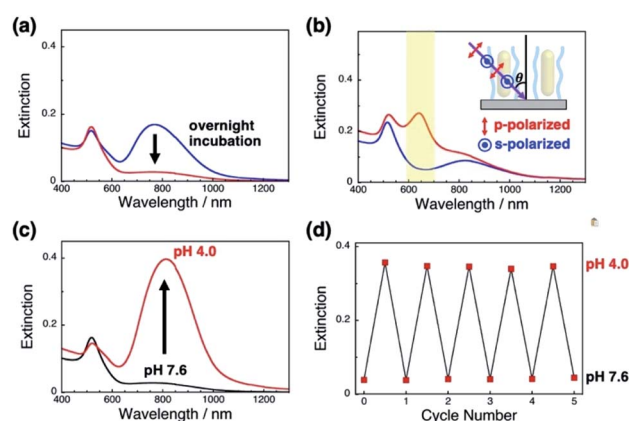 (a)
0.4
0.2
0
Extinction
overnight
incubation
400 600 800 1000 1200
Wavelength / nm
(b)
0.4
0.2
0
Extinction
θ
p-polarized
s-polarized
400 600 800 1000 1200
Wavelength / nm
(c)
0.4
0.2
0
Extinction
pH 4.0
pH 7.6
400 600 800 1000 1200
Wavelength / nm
(d)
0.4
0.2
0
Extinction
pH 4.0
pH 7.6
0 1 2 3 4 5
Cycle Number